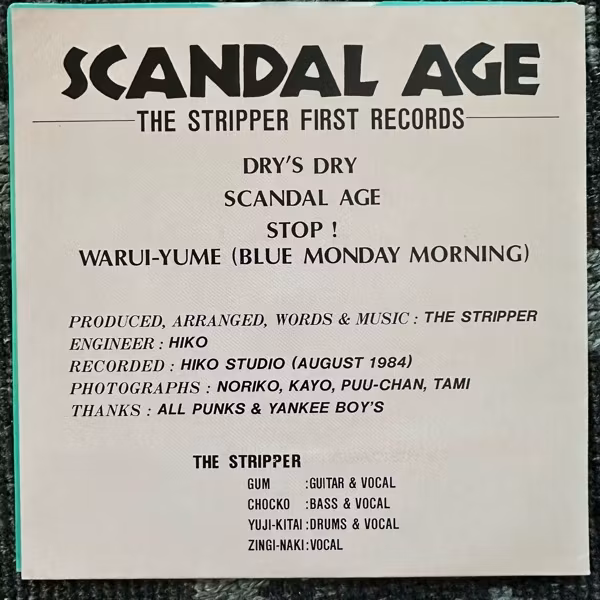 SCANDAL AGE
THE STRIPPER FIRST RECORDS
DRY'S DRY
SCANDAL AGE
STOP !
WARUI-YUME (BLUE MONDAY MORNING)
PRODUCED, ARRANGED, WORDS & MUSIC : THE STRIPPER
ENGINEER : HIKO
RECORDED : HIKO STUDIO (AUGUST 1984)
PHOTOGRAPHS : NORIKO, KAYO, PUU-CHAN, TAMI
THANKS : ALL PUNKS & YANKEE BOY'S
THE STRIPPER
GUM :GUITAR & VOCAL
CHOCKO :BASS & VOCAL
YUJI-KITAI :DRUMS & VOCAL
ZINGI-NAKI :VOCAL